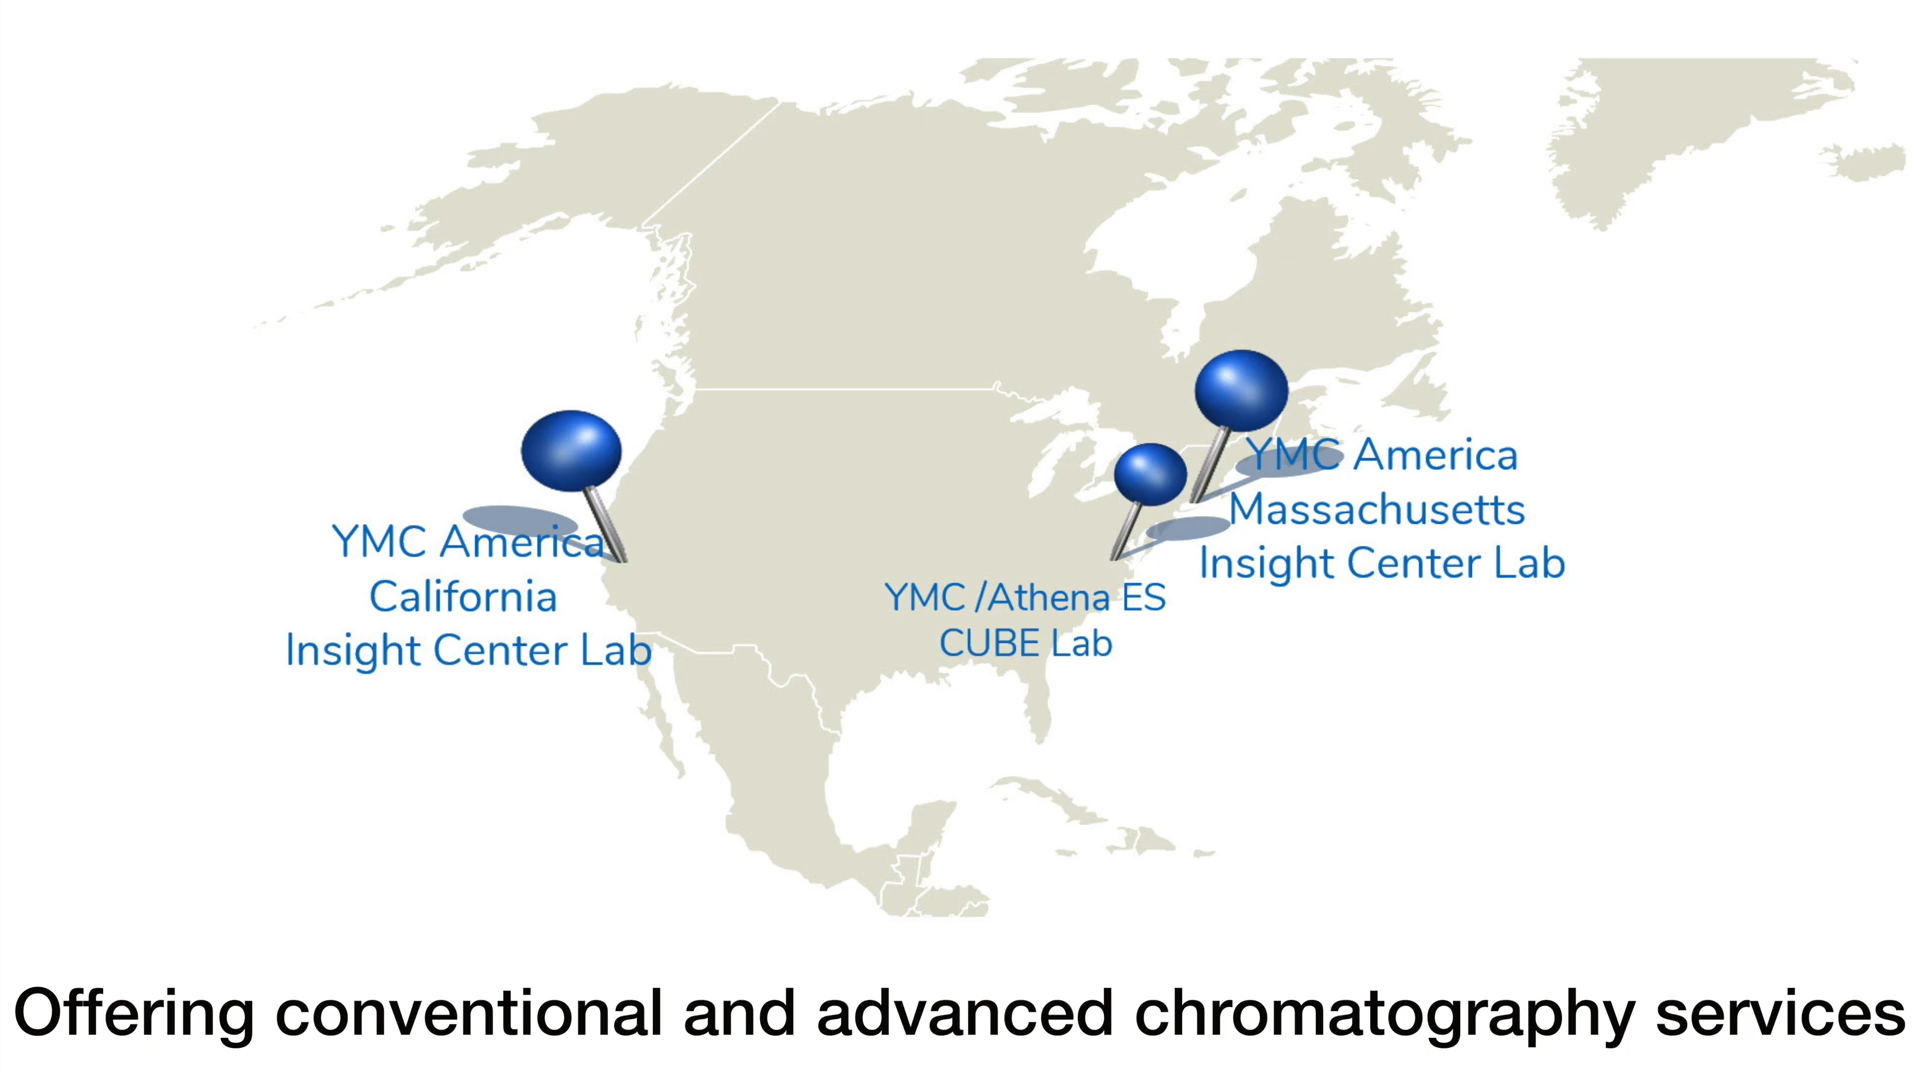 YMC America
Massachusetts
Insight Center Lab
YMC America
California
Insight Center Lab
YMC /Athena ES
CUBE Lab
Offering conventional and advanced chromatography services